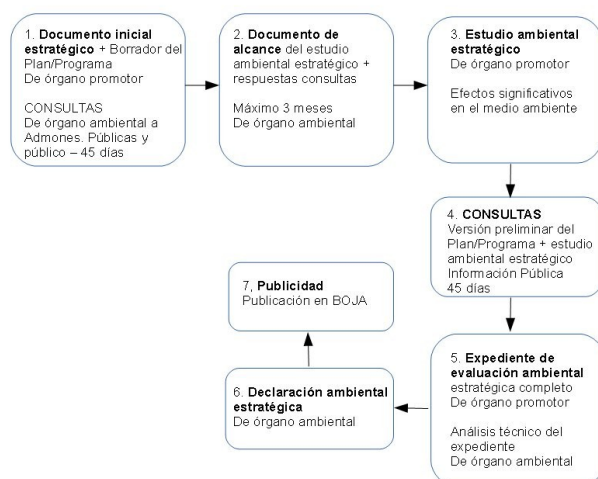 1. Documento inicial
estratégico + Borrador del
Plan/Programa
De órgano promotor
CONSULTAS
De órgano ambiental a
Admones. Públicas y
público – 45 días
2. Documento de
alcance del estudio
ambiental estratégico +
respuestas consultas
Máximo 3 meses
De órgano ambiental
3. Estudio ambiental
estratégico
De órgano promotor
Efectos significativos
en el medio ambiente
4. CONSULTAS
Versión preliminar del
Plan/Programa + estudio
ambiental estratégico
Información Pública
45 días
5. Expediente de
evaluación ambiental
estratégica completo
De órgano promotor
Análisis técnico del
expediente
De órgano ambiental
6. Declaración ambiental
estratégica
De órgano ambiental
7, Publicidad
Publicación en BOJA